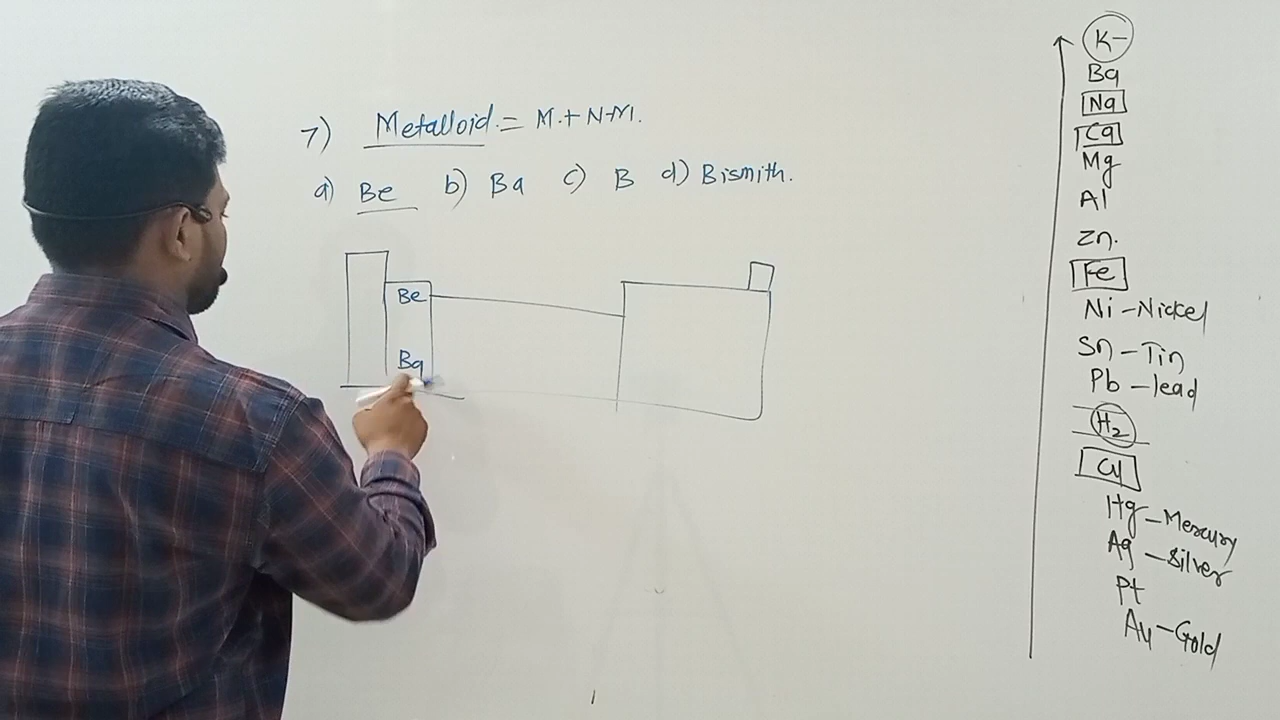 7) Metalloid = M + N-M.
a) Be b) Ba c) B d) Bismith.
Be
Ba
K
Ba
Na
Ca
Mg
Al
Zn.
Fe
Ni - Nickel
Sn - Tin
Pb - lead
H2
Cu
Hg - Mercury
Ag - Silver
Pt
Au - Gold